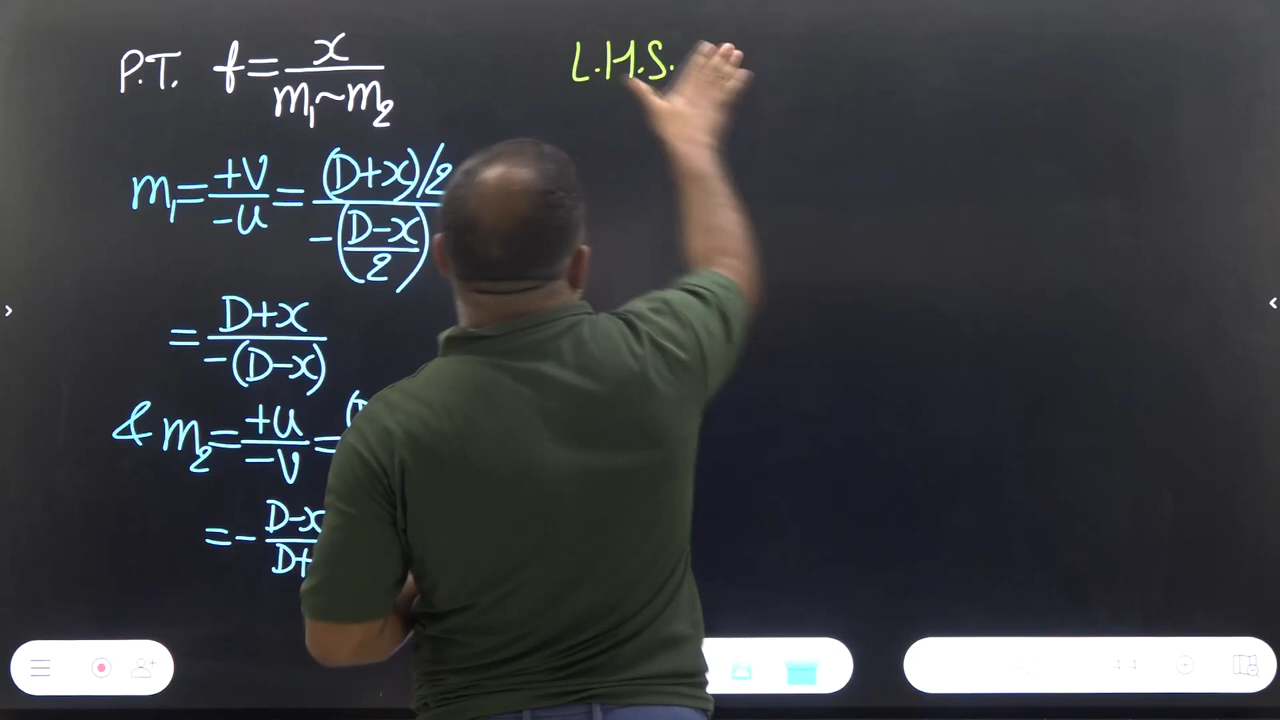 P.T. f = x / (m₁ ~ m₂)
m₁ = +v / -u = (D+x)/2 / -((D-x)/2)
= D+x / -(D-x)
& m₂ = +u / -v = (
= - D-x / D+
L.H.S.